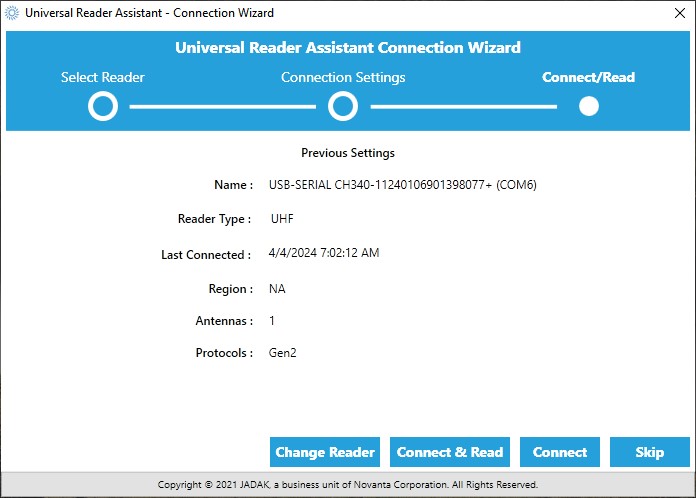 Universal Reader Assistant - Connection Wizard
Universal Reader Assistant Connection Wizard
Select Reader Connection Settings Connect/Read
Previous Settings
Name : USB-SERIAL CH340-11240106901398077+ (COM6)
Reader Type : UHF
Last Connected : 4/4/2024 7:02:12 AM
Region : NA
Antennas : 1
Protocols : Gen2
Change Reader Connect & Read Connect Skip
Copyright © 2021 JADAK, a business unit of Novanta Corporation. All Rights Reserved.